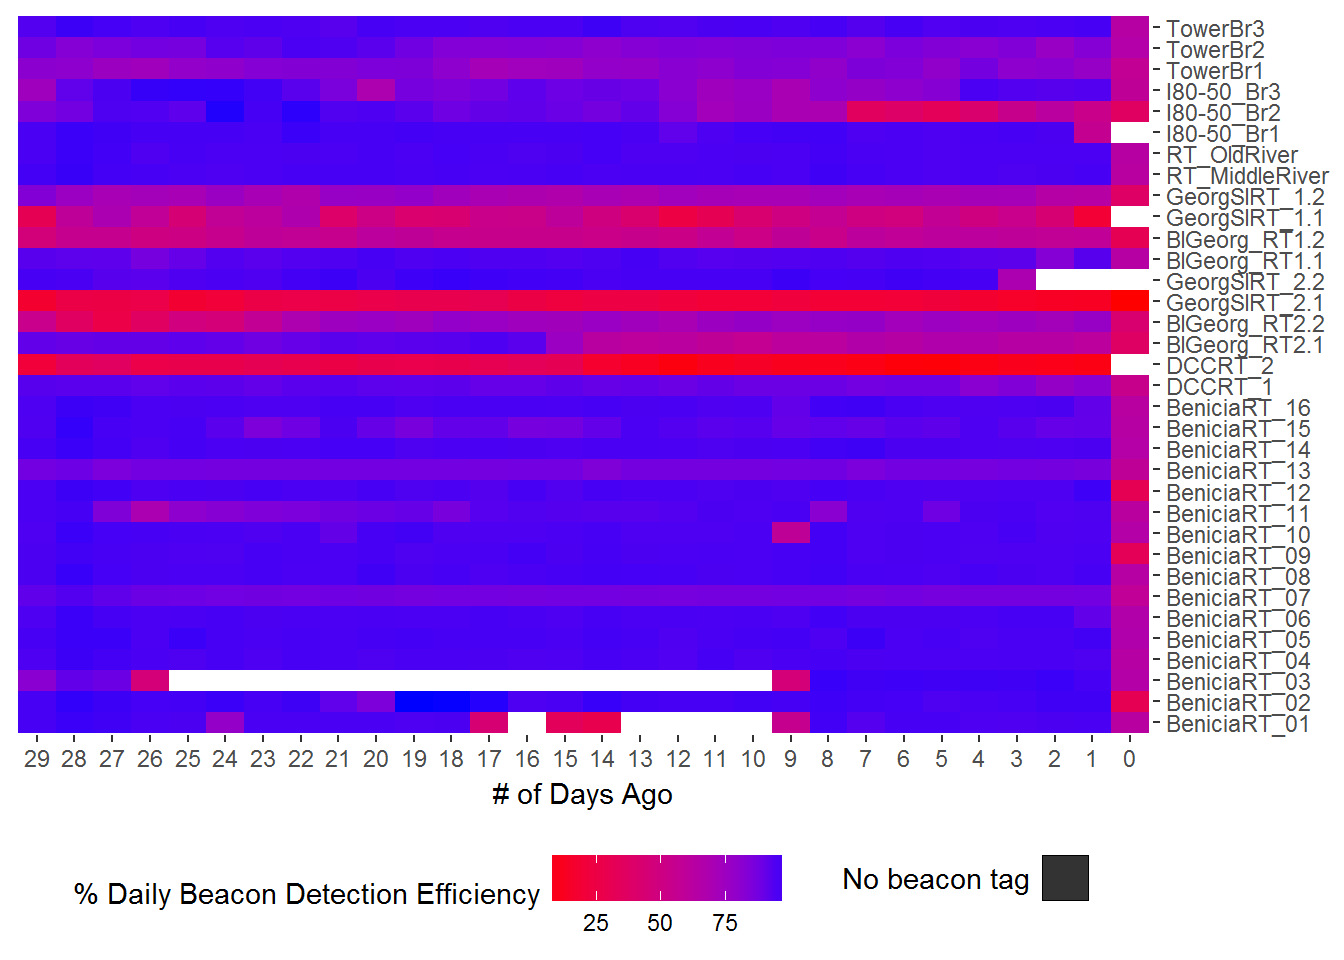 TowerBr3
TowerBr2
TowerBr1
I80-50_Br3
I80-50_Br2
I80-50_Br1
RT_OldRiver
RT_MiddleRiver
GeorgSlRT_1.2
GeorgSlRT_1.1
BlGeorg_RT1.2
BlGeorg_RT1.1
GeorgSlRT_2.2
GeorgSlRT_2.1
BlGeorg_RT2.2
BlGeorg_RT2.1
DCCRT_2
DCCRT_1
BeniciaRT_16
BeniciaRT_15
BeniciaRT_14
BeniciaRT_13
BeniciaRT_12
BeniciaRT_11
BeniciaRT_10
BeniciaRT_09
BeniciaRT_08
BeniciaRT_07
BeniciaRT_06
BeniciaRT_05
BeniciaRT_04
BeniciaRT_03
BeniciaRT_02
BeniciaRT_01
29 28 27 26 25 24 23 22 21 20 19 18 17 16 15 14 13 12 11 10 9 8 7 6 5 4 3 2 1 0
# of Days Ago
% Daily Beacon Detection Efficiency
25 50 75
No beacon tag